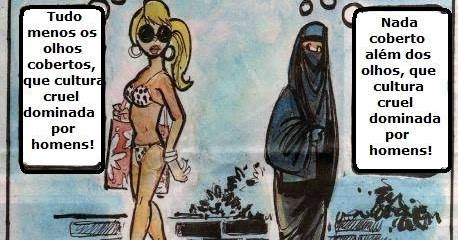 Tudo
menos os
olhos
cobertos,
que cultura
cruel
dominada
por
homens!
Nada
coberto
além dos
olhos, que
cultura
cruel
dominada
por
homens!